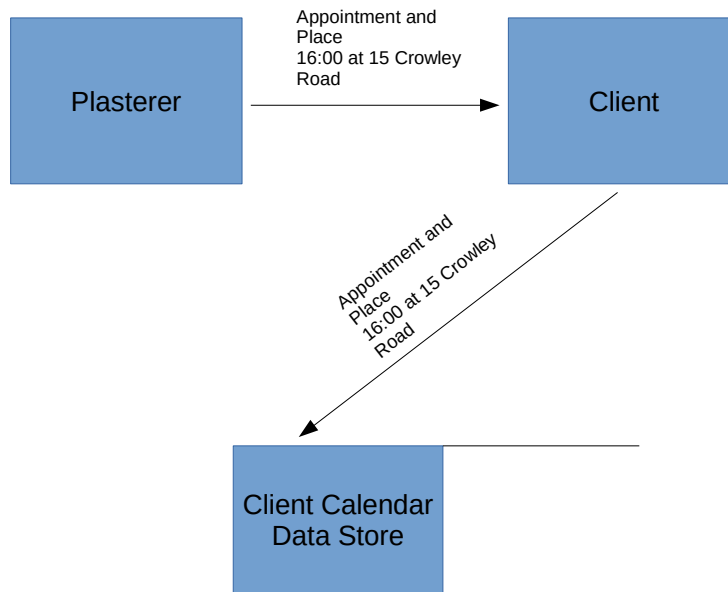 Appointment and
Place
16:00 at 15 Crowley
Road
Plasterer
Client
Appointment and
Place
16:00 at 15 Crowley
Road
Client Calendar
Data Store